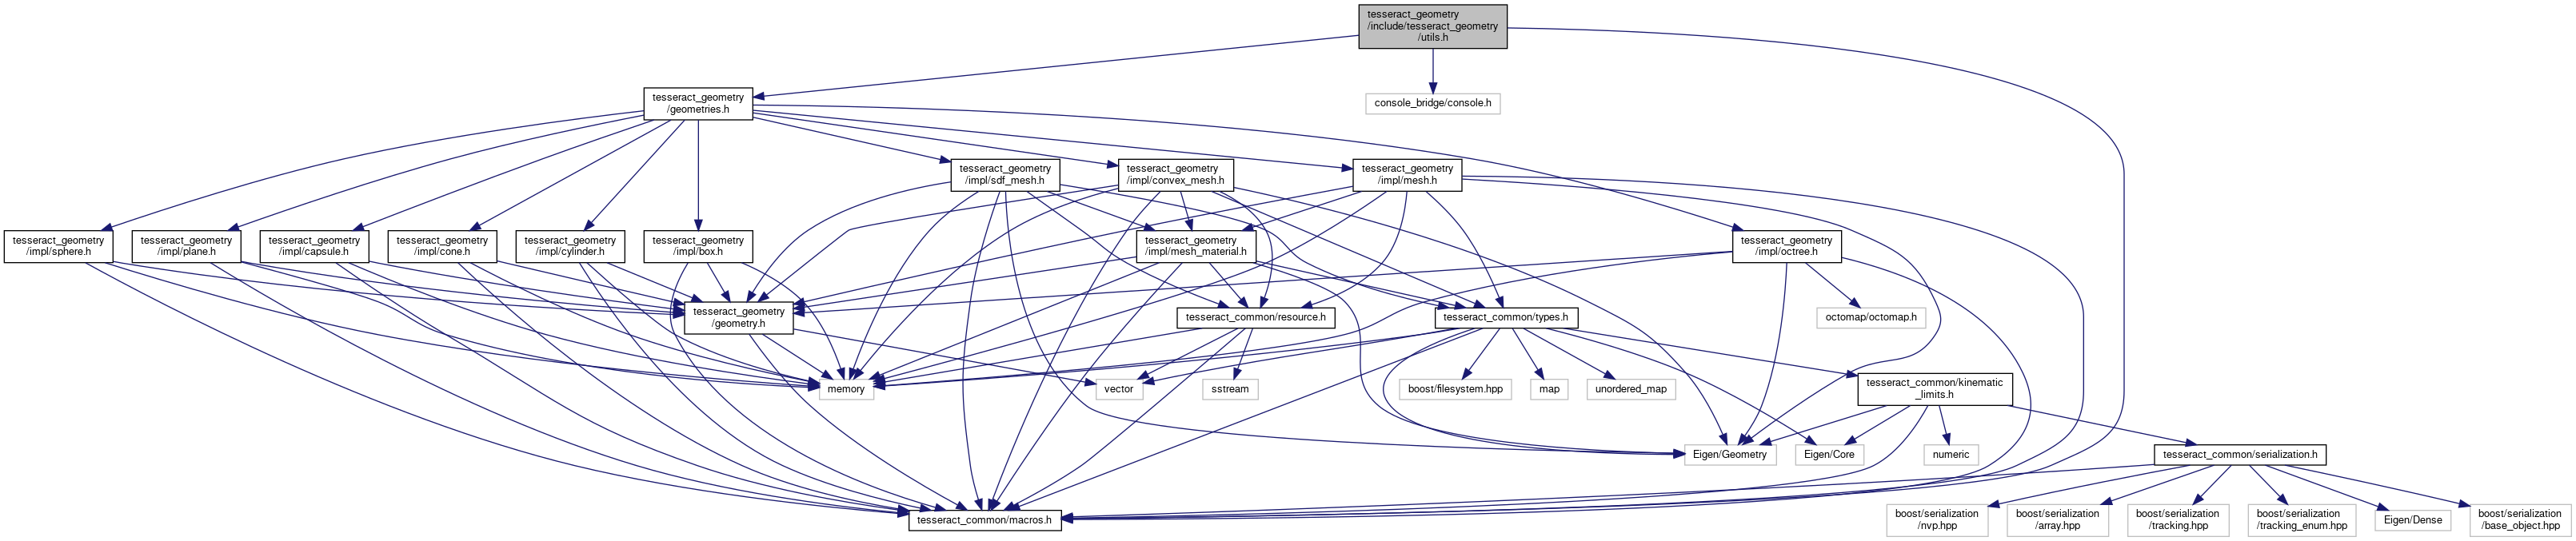 tesseract_geometry
/include/tesseract_geometry
/utils.h
tesseract_geometry
/geometries.h
console_bridge/console.h
tesseract_geometry
/impl/sdf_mesh.h
tesseract_geometry
/impl/convex_mesh.h
tesseract_geometry
/impl/mesh.h
tesseract_geometry
/impl/sphere.h
tesseract_geometry
/impl/plane.h
tesseract_geometry
/impl/capsule.h
tesseract_geometry
/impl/cone.h
tesseract_geometry
/impl/cylinder.h
tesseract_geometry
/impl/box.h
tesseract_geometry
/impl/mesh_material.h
tesseract_geometry
/impl/octree.h
tesseract_geometry
/geometry.h
tesseract_common/resource.h
tesseract_common/types.h
octomap/octomap.h
memory
vector
sstream
boost/filesystem.hpp
map
unordered_map
tesseract_common/kinematic
_limits.h
Eigen/Geometry
Eigen/Core
numeric
tesseract_common/serialization.h
tesseract_common/macros.h
boost/serialization
/nvp.hpp
boost/serialization
/array.hpp
boost/serialization
/tracking.hpp
boost/serialization
/tracking_enum.hpp
Eigen/Dense
boost/serialization
/base_object.hpp